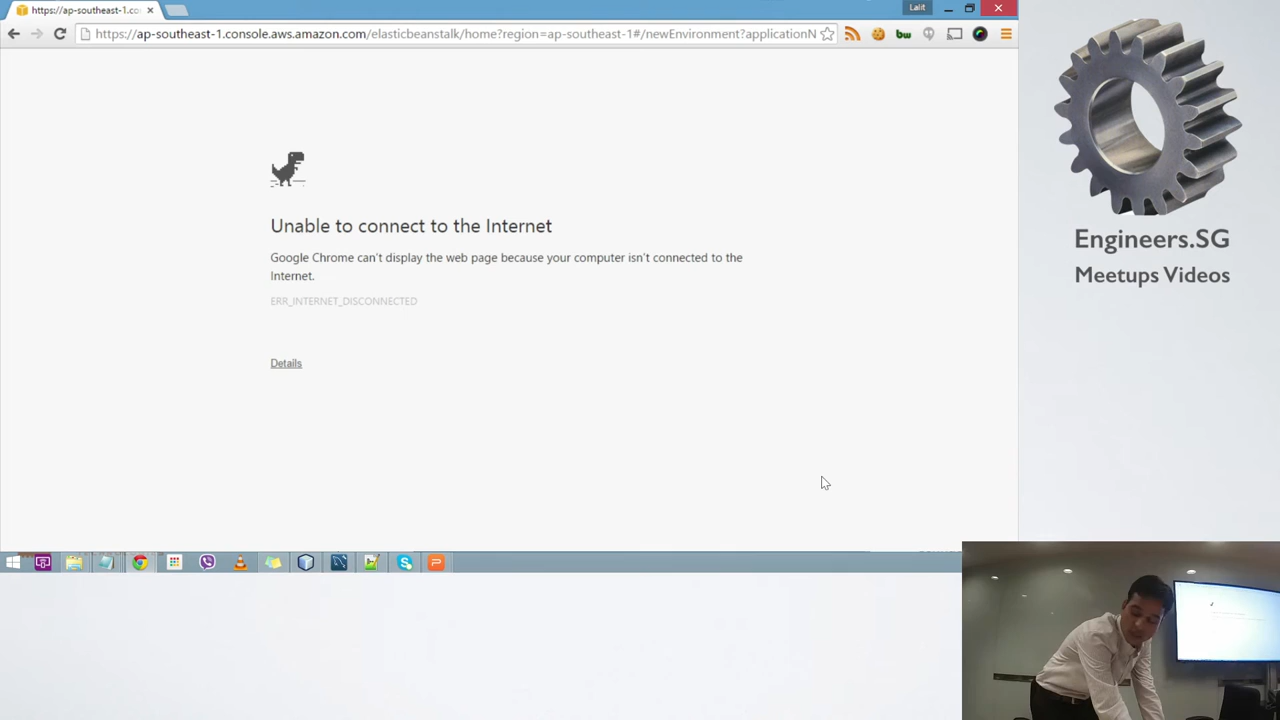 https://ap-southeast-1.co
Lalit
https://ap-southeast-1.console.aws.amazon.com/elasticbeanstalk/home?region=ap-southeast-1#/newEnvironment?applicationN
bw
Unable to connect to the Internet
Google Chrome can't display the web page because your computer isn't connected to the
Internet.
ERR_INTERNET_DISCONNECTED
Details
Engineers.SG
Meetups Videos